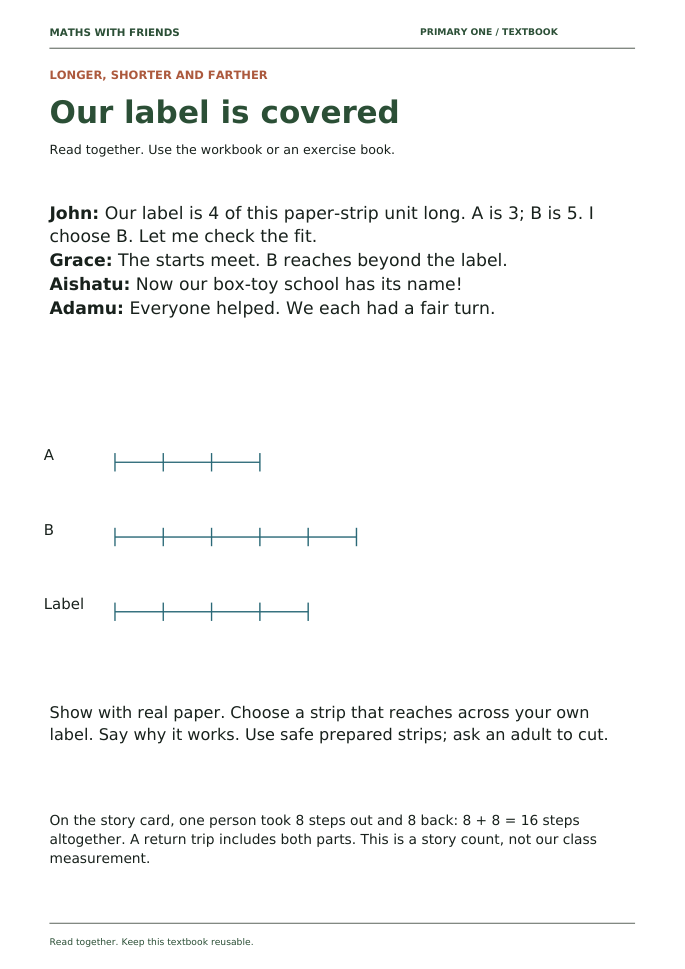 MATHS WITH FRIENDS
PRIMARY ONE / TEXTBOOK
LONGER, SHORTER AND FARTHER
Our label is covered
Read together. Use the workbook or an exercise book.
John: Our label is 4 of this paper-strip unit long. A is 3; B is 5. I
choose B. Let me check the fit.
Grace: The starts meet. B reaches beyond the label.
Aishatu: Now our box-toy school has its name!
Adamu: Everyone helped. We each had a fair turn.
A
B
Label
Show with real paper. Choose a strip that reaches across your own
label. Say why it works. Use safe prepared strips; ask an adult to cut.
On the story card, one person took 8 steps out and 8 back: 8 + 8 = 16 steps
altogether. A return trip includes both parts. This is a story count, not our class
measurement.
Read together. Keep this textbook reusable.